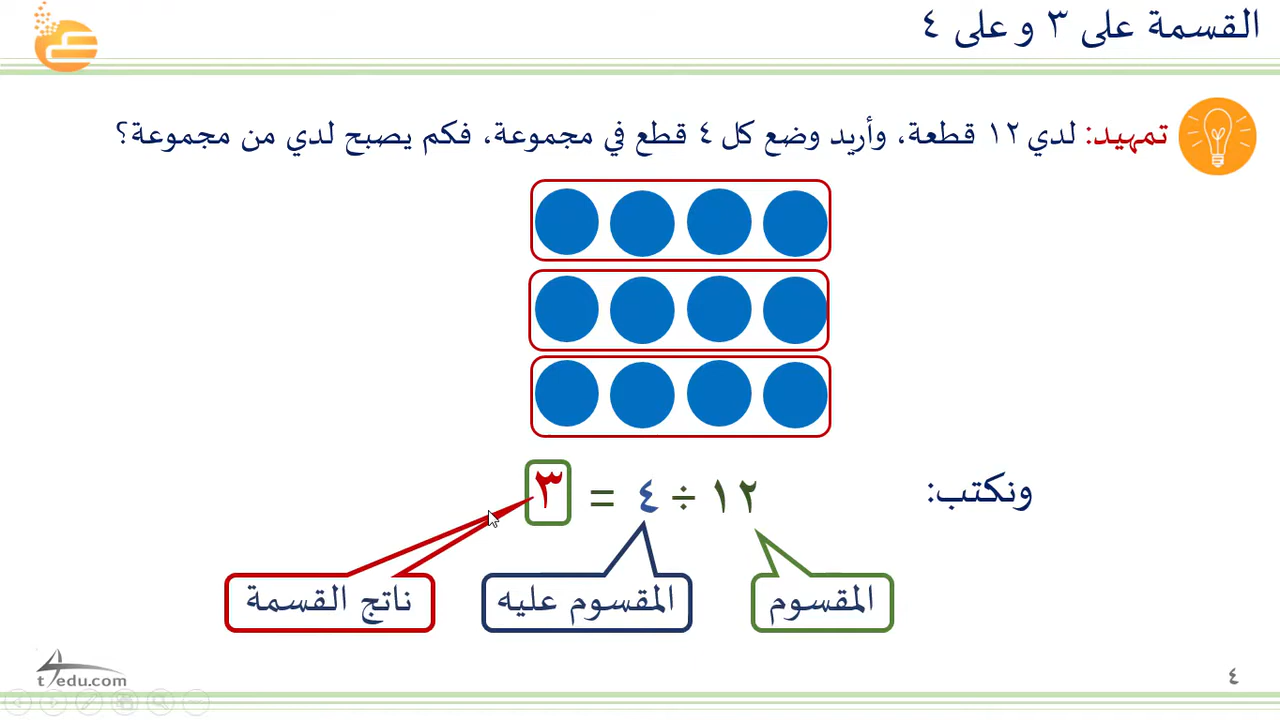 القسمة على ٣ و على ٤
تمهيد: لدي ١٢ قطعة، وأريد وضع كل ٤ قطع في مجموعة، فكم يصبح لدي من مجموعة؟
ونكتب:
١٢ ÷ ٤ = ٣
المقسوم
المقسوم عليه
ناتج القسمة
t4edu.com
٤